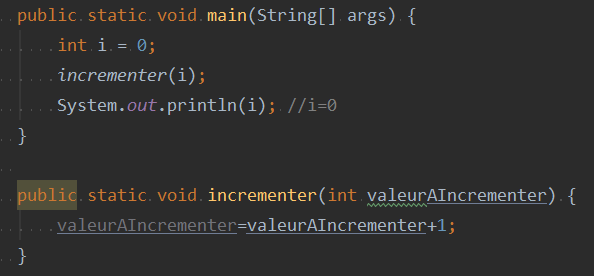 public static void main(String[] args) {
int i = 0;
incrementer(i);
System.out.println(i); //i=0
}
public static void incrementer(int valeurAIncrementer) {
valeurAIncrementer=valeurAIncrementer+1;
}